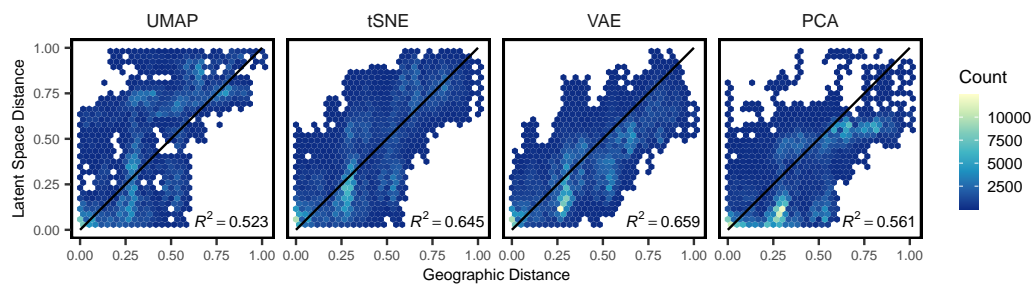 UMAP tSNE VAE PCA
1.00
0.75
0.50
0.25
0.00
Latent Space Distance
R² = 0.523 R² = 0.645 R² = 0.659 R² = 0.561
0.00 0.25 0.50 0.75 1.00 0.00 0.25 0.50 0.75 1.00 0.00 0.25 0.50 0.75 1.00 0.00 0.25 0.50 0.75 1.00
Geographic Distance
Count
10000
7500
5000
2500